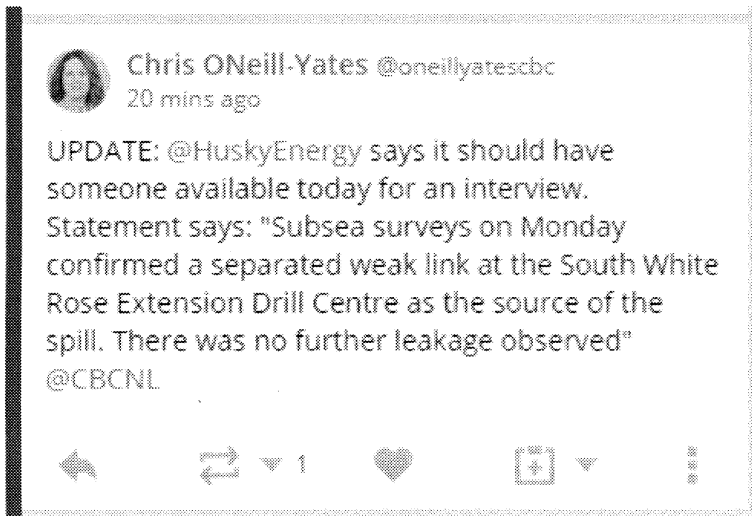 Chris ONeill-Yates @oneillyatescbc
20 mins ago
UPDATE: @HuskyEnergy says it should have
someone available today for an interview.
Statement says: "Subsea surveys on Monday
confirmed a separated weak link at the South White
Rose Extension Drill Centre as the source of the
spill. There was no further leakage observed"
@CBCNL
1